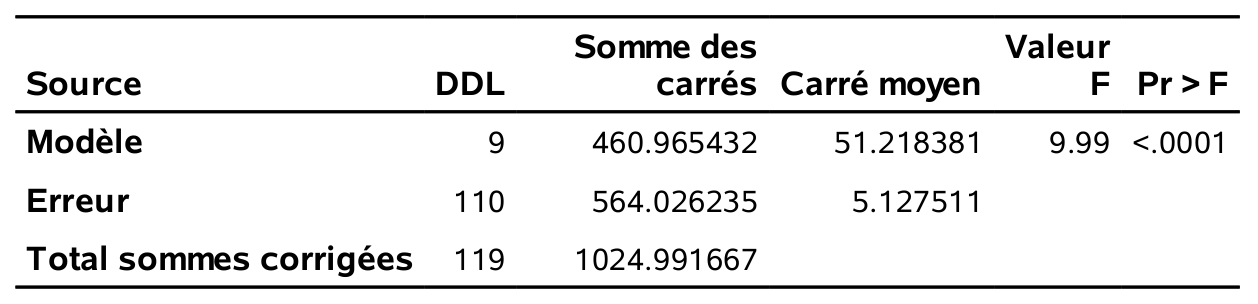 Source DDL Somme des carrés Carré moyen Valeur F Pr > F
Modèle 9 460.965432 51.218381 9.99 <.0001
Erreur 110 564.026235 5.127511
Total sommes corrigées 119 1024.991667